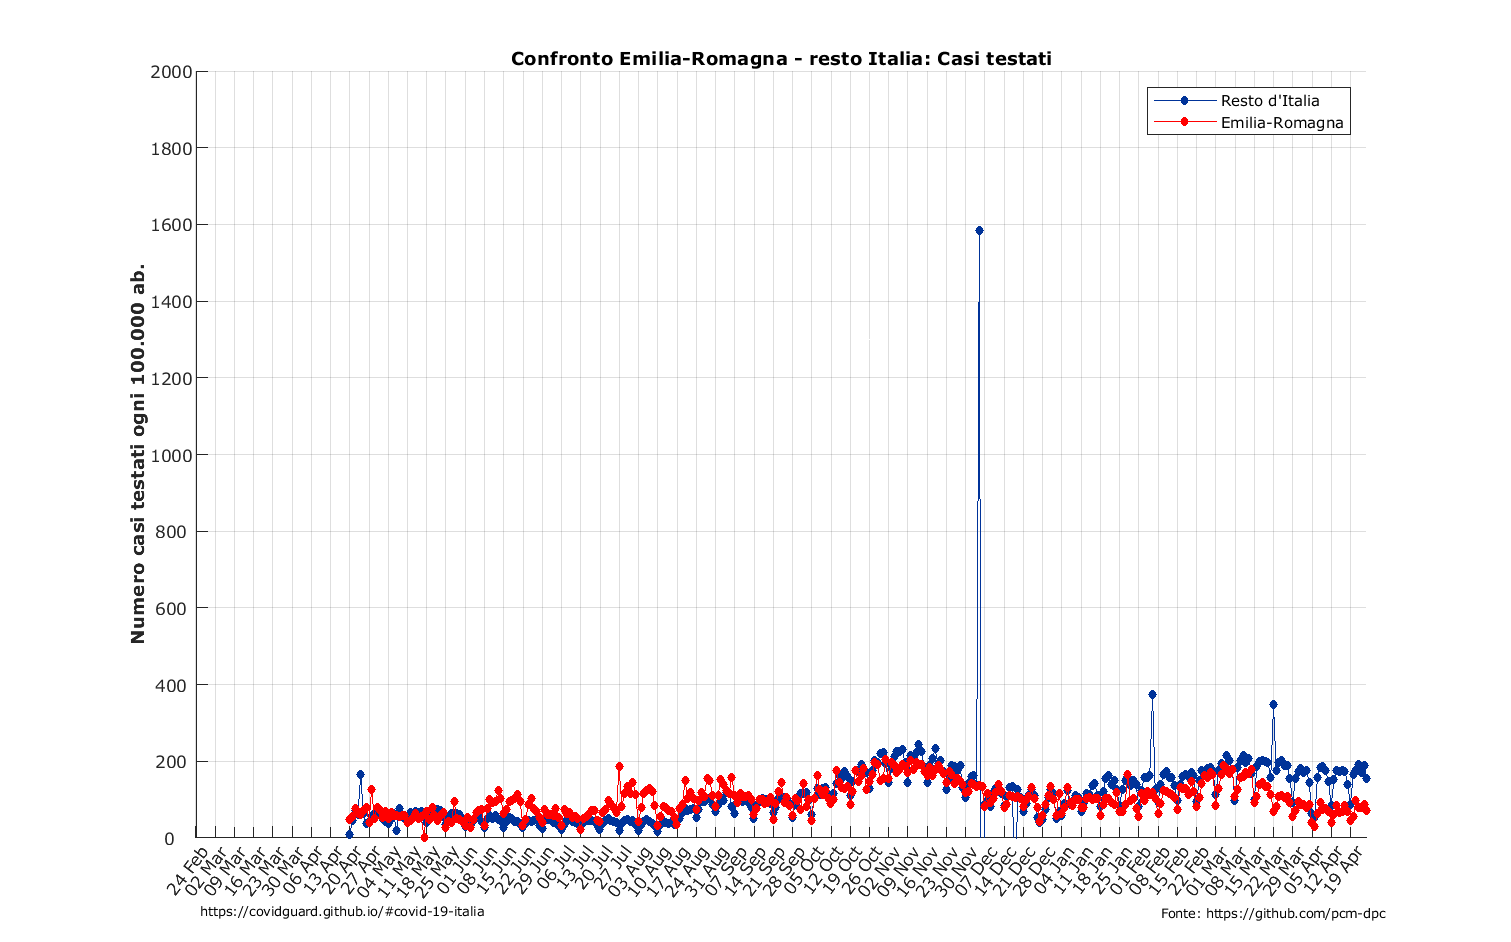 Confronto Emilia-Romagna - resto Italia: Casi testati
Resto d'Italia
Emilia-Romagna
Numero casi testati ogni 100.000 ab.
2000
1800
1600
1400
1200
1000
800
600
400
200
0
24 Feb
02 Mar
09 Mar
16 Mar
23 Mar
30 Mar
06 Apr
13 Apr
20 Apr
27 Apr
04 May
11 May
18 May
25 May
01 Jun
08 Jun
15 Jun
22 Jun
29 Jun
06 Jul
13 Jul
20 Jul
27 Jul
03 Aug
10 Aug
17 Aug
24 Aug
31 Aug
07 Sep
14 Sep
21 Sep
28 Sep
05 Oct
12 Oct
19 Oct
26 Oct
02 Nov
09 Nov
16 Nov
23 Nov
30 Nov
07 Dec
14 Dec
21 Dec
28 Dec
04 Jan
11 Jan
18 Jan
25 Jan
01 Feb
08 Feb
15 Feb
22 Feb
01 Mar
08 Mar
15 Mar
22 Mar
29 Mar
05 Apr
12 Apr
19 Apr
https://covidguard.github.io/#covid-19-italia
Fonte: https://github.com/pcm-dpc